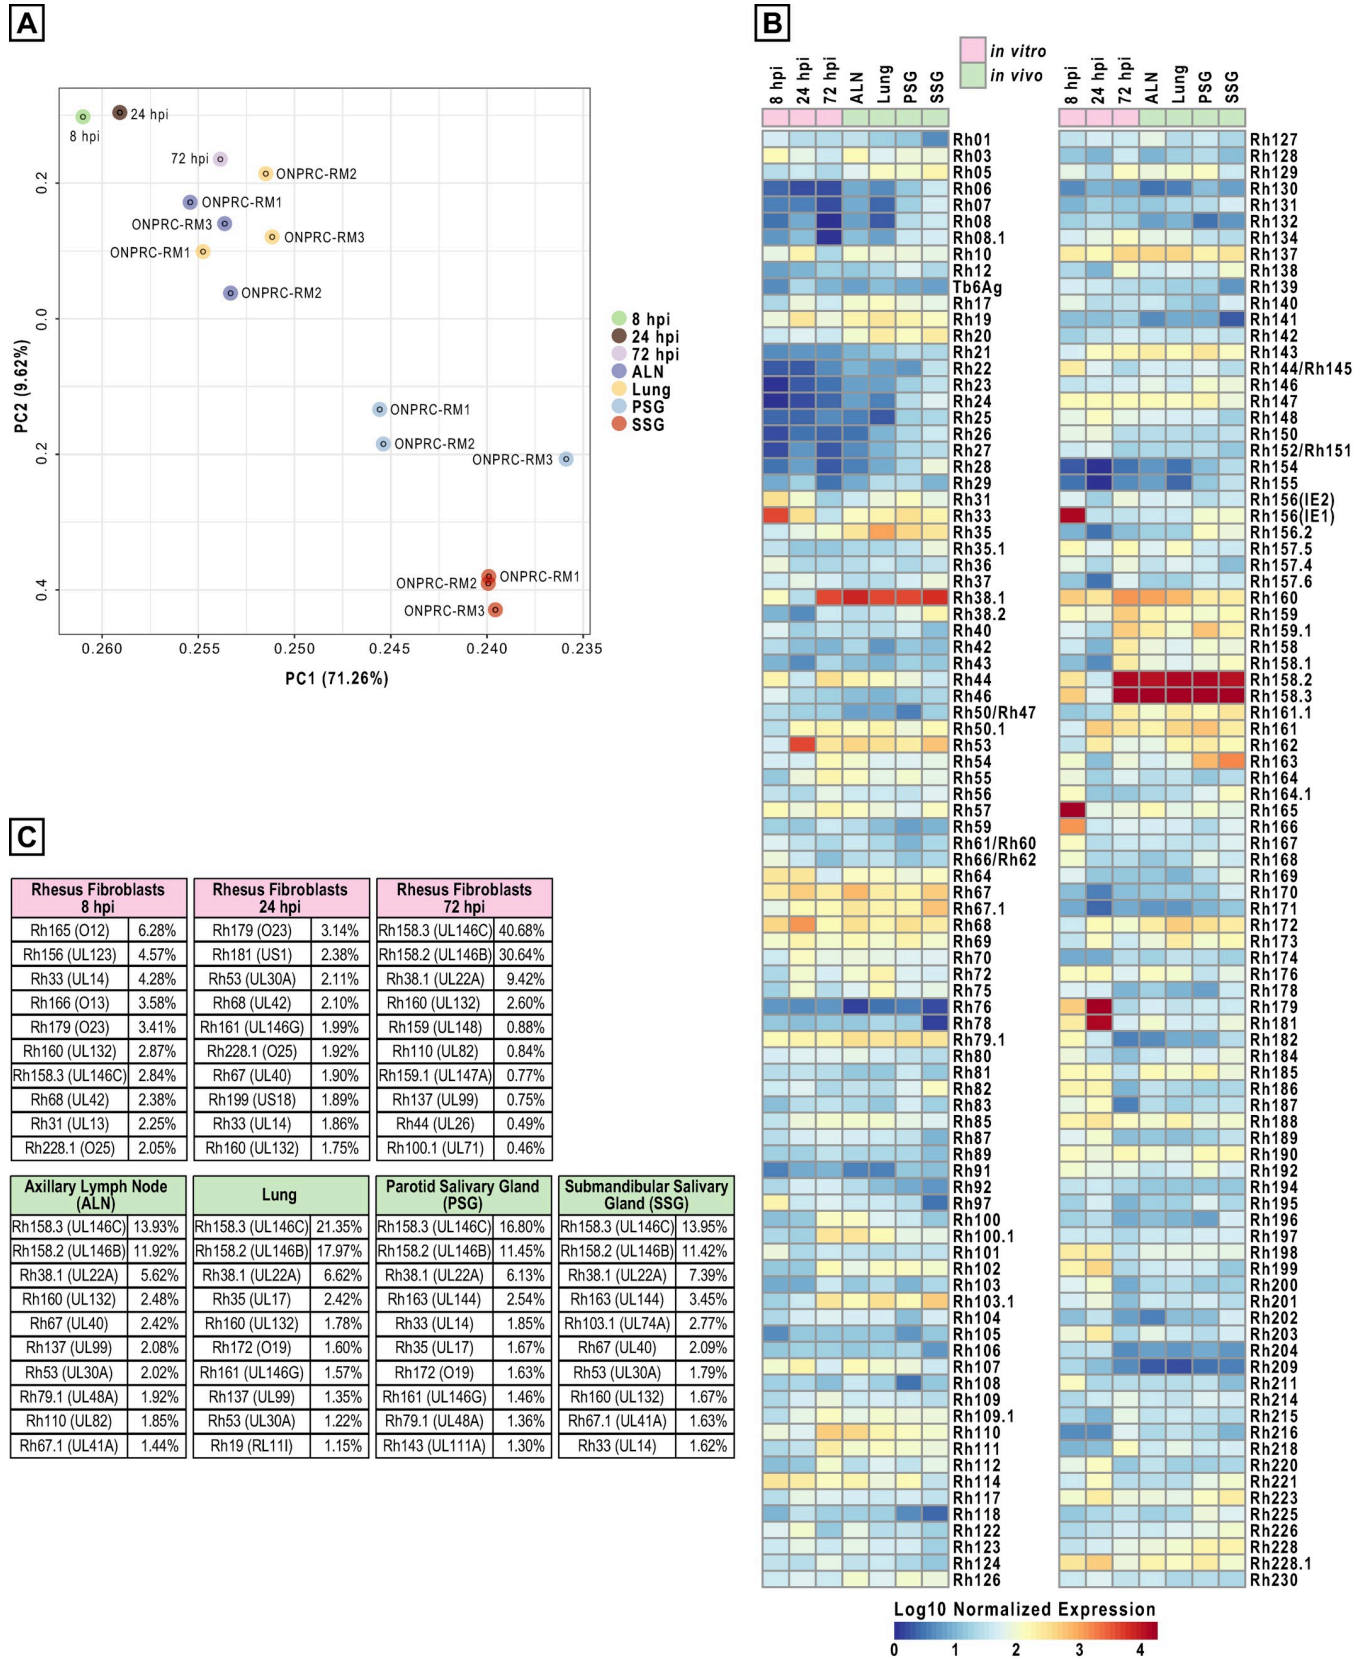 A
8 hpi
24 hpi
72 hpi
ONPRC-RM2
ONPRC-RM1
ONPRC-RM3
ONPRC-RM3
ONPRC-RM1
ONPRC-RM2
ONPRC-RM1
ONPRC-RM2
ONPRC-RM3
ONPRC-RM1
ONPRC-RM2
ONPRC-RM3
0.2
0.0
0.2
0.4
PC2 (9.62%)
0.260 0.255 0.250 0.245 0.240 0.235
PC1 (71.26%)
8 hpi
24 hpi
72 hpi
ALN
Lung
PSG
SSG
B
in vitro
in vivo
8 hpi 24 hpi 72 hpi ALN Lung PSG SSG
Rh01
Rh03
Rh05
Rh06
Rh07
Rh08
Rh08.1
Rh10
Rh12
Tb6Ag
Rh17
Rh19
Rh20
Rh21
Rh22
Rh23
Rh24
Rh25
Rh26
Rh27
Rh28
Rh29
Rh31
Rh33
Rh35
Rh35.1
Rh36
Rh37
Rh38.1
Rh38.2
Rh40
Rh42
Rh43
Rh44
Rh46
Rh50/Rh47
Rh50.1
Rh53
Rh54
Rh55
Rh56
Rh57
Rh59
Rh61/Rh60
Rh66/Rh62
Rh64
Rh67
Rh67.1
Rh68
Rh69
Rh70
Rh72
Rh75
Rh76
Rh78
Rh79.1
Rh80
Rh81
Rh82
Rh83
Rh85
Rh87
Rh89
Rh91
Rh92
Rh97
Rh100
Rh100.1
Rh101
Rh102
Rh103
Rh103.1
Rh104
Rh105
Rh106
Rh107
Rh108
Rh109
Rh109.1
Rh110
Rh111
Rh112
Rh114
Rh117
Rh118
Rh122
Rh123
Rh124
Rh126
8 hpi 24 hpi 72 hpi ALN Lung PSG SSG
Rh127
Rh128
Rh129
Rh130
Rh131
Rh132
Rh134
Rh137
Rh138
Rh139
Rh140
Rh141
Rh142
Rh143
Rh144/Rh145
Rh146
Rh147
Rh148
Rh150
Rh152/Rh151
Rh154
Rh155
Rh156(IE2)
Rh156(IE1)
Rh156.2
Rh157.5
Rh157.4
Rh157.6
Rh160
Rh159
Rh159.1
Rh158
Rh158.1
Rh158.2
Rh158.3
Rh161.1
Rh161
Rh162
Rh163
Rh164
Rh164.1
Rh165
Rh166
Rh167
Rh168
Rh169
Rh170
Rh171
Rh172
Rh173
Rh174
Rh176
Rh178
Rh179
Rh181
Rh182
Rh184
Rh185
Rh186
Rh187
Rh188
Rh189
Rh190
Rh192
Rh194
Rh195
Rh196
Rh197
Rh198
Rh199
Rh200
Rh201
Rh202
Rh203
Rh204
Rh209
Rh211
Rh214
Rh215
Rh216
Rh218
Rh220
Rh221
Rh223
Rh225
Rh226
Rh228
Rh228.1
Rh230
Log10 Normalized Expression
0 1 2 3 4
C
Rhesus Fibroblasts
8 hpi
Rh165 (O12) 6.28%
Rh156 (UL123) 4.57%
Rh33 (UL14) 4.28%
Rh166 (O13) 3.58%
Rh179 (O23) 3.41%
Rh160 (UL132) 2.87%
Rh158.3 (UL146C) 2.84%
Rh68 (UL42) 2.38%
Rh31 (UL13) 2.25%
Rh228.1 (O25) 2.05%
Rhesus Fibroblasts
24 hpi
Rh179 (O23) 3.14%
Rh181 (US1) 2.38%
Rh53 (UL30A) 2.11%
Rh68 (UL42) 2.10%
Rh161 (UL146G) 1.99%
Rh228.1 (O25) 1.92%
Rh67 (UL40) 1.90%
Rh199 (US18) 1.89%
Rh33 (UL14) 1.86%
Rh160 (UL132) 1.75%
Rhesus Fibroblasts
72 hpi
Rh158.3 (UL146C) 40.68%
Rh158.2 (UL146B) 30.64%
Rh38.1 (UL22A) 9.42%
Rh160 (UL132) 2.60%
Rh159 (UL148) 0.88%
Rh110 (UL82) 0.84%
Rh159.1 (UL147A) 0.77%
Rh137 (UL99) 0.75%
Rh44 (UL26) 0.49%
Rh100.1 (UL71) 0.46%
Axillary Lymph Node
(ALN)
Rh158.3 (UL146C) 13.93%
Rh158.2 (UL146B) 11.92%
Rh38.1 (UL22A) 5.62%
Rh160 (UL132) 2.48%
Rh67 (UL40) 2.42%
Rh137 (UL99) 2.08%
Rh53 (UL30A) 2.02%
Rh79.1 (UL48A) 1.92%
Rh110 (UL82) 1.85%
Rh67.1 (UL41A) 1.44%
Lung
Rh158.3 (UL146C) 21.35%
Rh158.2 (UL146B) 17.97%
Rh38.1 (UL22A) 6.62%
Rh35 (UL17) 2.42%
Rh160 (UL132) 1.78%
Rh172 (O19) 1.60%
Rh161 (UL146G) 1.57%
Rh137 (UL99) 1.35%
Rh53 (UL30A) 1.22%
Rh19 (RL11I) 1.15%
Parotid Salivary Gland
(PSG)
Rh158.3 (UL146C) 16.80%
Rh158.2 (UL146B) 11.45%
Rh38.1 (UL22A) 6.13%
Rh163 (UL144) 2.54%
Rh33 (UL14) 1.85%
Rh35 (UL17) 1.67%
Rh172 (O19) 1.63%
Rh161 (UL146G) 1.46%
Rh79.1 (UL48A) 1.36%
Rh143 (UL111A) 1.30%
Submandibular Salivary
Gland (SSG)
Rh158.3 (UL146C) 13.95%
Rh158.2 (UL146B) 11.42%
Rh38.1 (UL22A) 7.39%
Rh163 (UL144) 3.45%
Rh103.1 (UL74A) 2.77%
Rh67 (UL40) 2.09%
Rh53 (UL30A) 1.79%
Rh160 (UL132) 1.67%
Rh67.1 (UL41A) 1.63%
Rh33 (UL14) 1.62%